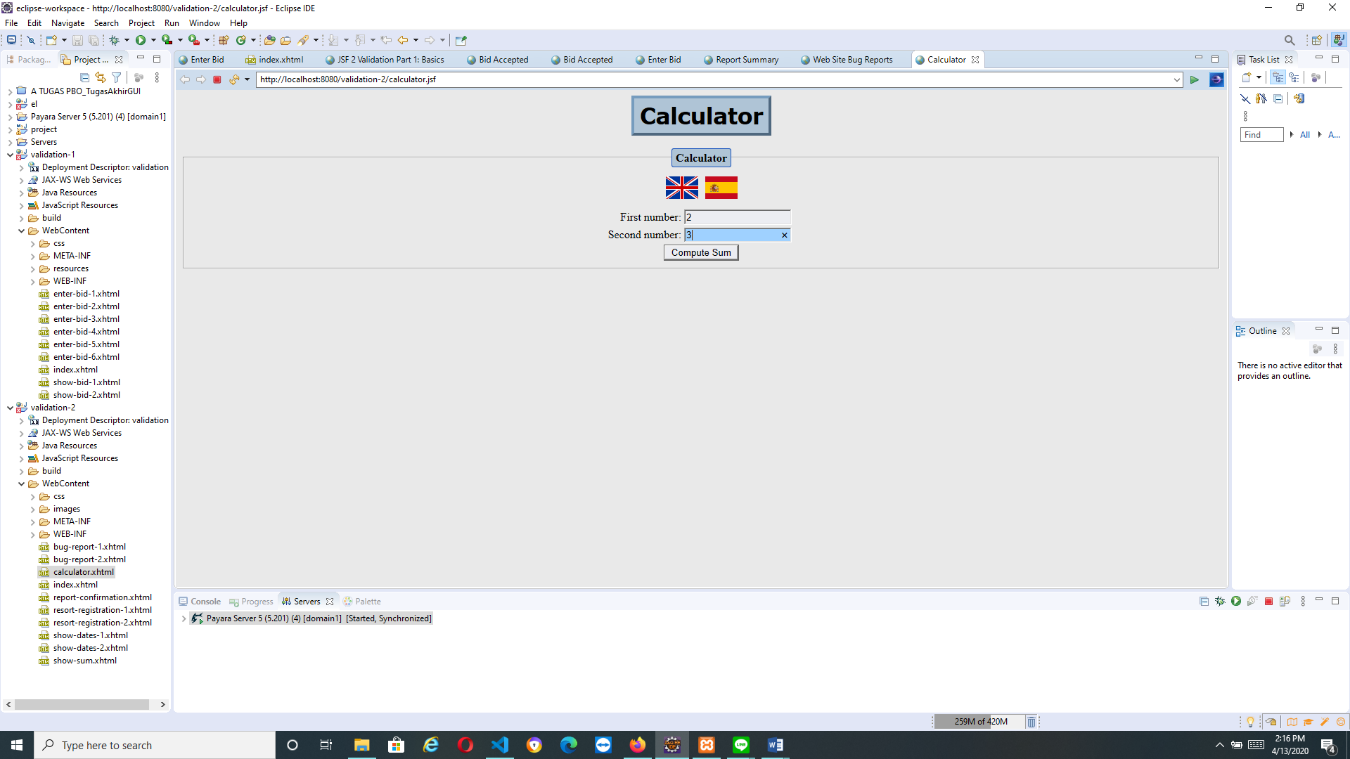 eclipse-workspace - http://localhost:8080/validation-2/calculator.jsf - Eclipse IDE
File Edit Navigate Search Project Run Window Help
Packag... Project ...
A TUGAS PBO_TugasAkhirGUI
el
Payara Server 5 (5.201) (4) [domain1]
project
Servers
validation-1
Deployment Descriptor: validation
JAX-WS Web Services
Java Resources
JavaScript Resources
build
WebContent
css
META-INF
resources
WEB-INF
enter-bid-1.xhtml
enter-bid-2.xhtml
enter-bid-3.xhtml
enter-bid-4.xhtml
enter-bid-5.xhtml
enter-bid-6.xhtml
index.xhtml
show-bid-1.xhtml
show-bid-2.xhtml
validation-2
Deployment Descriptor: validation
JAX-WS Web Services
Java Resources
JavaScript Resources
build
WebContent
css
images
META-INF
WEB-INF
bug-report-1.xhtml
bug-report-2.xhtml
calculator.xhtml
index.xhtml
report-confirmation.xhtml
resort-registration-1.xhtml
resort-registration-2.xhtml
show-dates-1.xhtml
show-dates-2.xhtml
show-sum.xhtml
Enter Bid index.xhtml JSF 2 Validation Part 1: Basics Bid Accepted Bid Accepted Enter Bid Report Summary Web Site Bug Reports Calculator
http://localhost:8080/validation-2/calculator.jsf
Calculator
Calculator
First number: 2
Second number: 3
Compute Sum
Console Progress Servers Palette
Payara Server 5 (5.201) (4) [domain1] [Started, Synchronized]
Task List
Find All A...
Outline
There is no active editor that
provides an outline.
259M of 420M
Type here to search
2:16 PM
4/13/2020
4